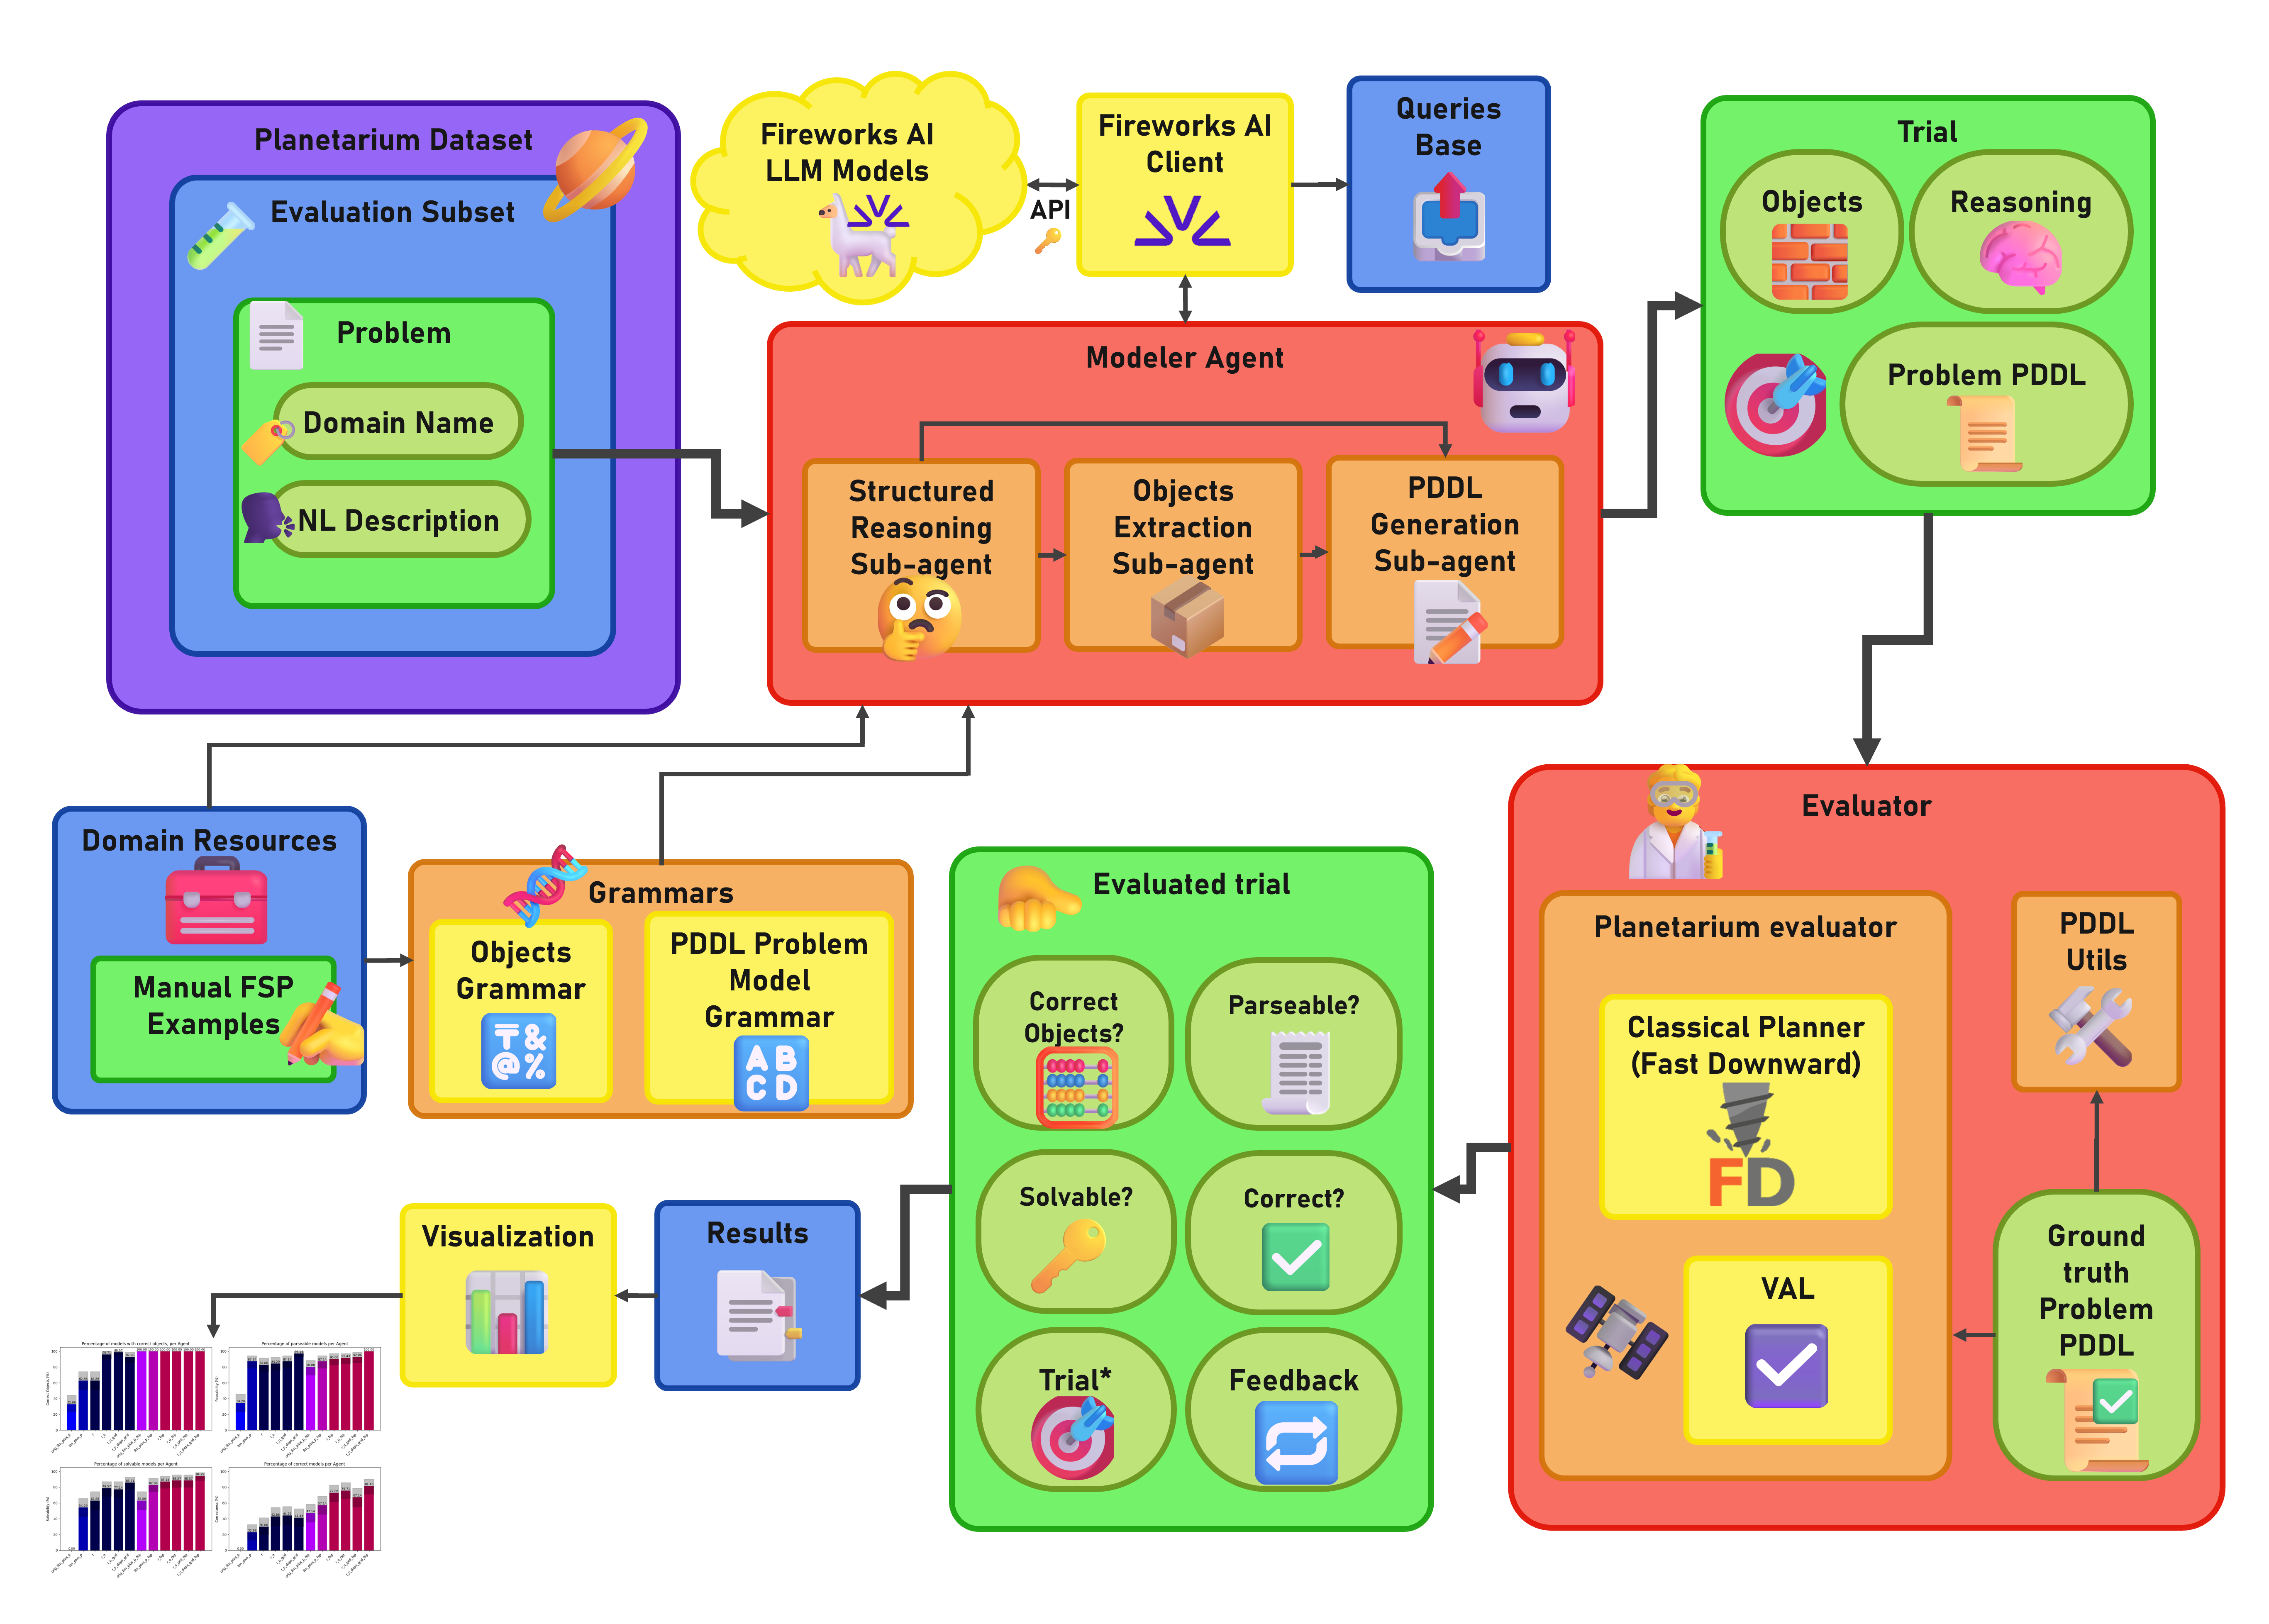 Planetarium Dataset
Evaluation Subset
Problem
Domain Name
NL Description
Fireworks AI
LLM Models
API
Fireworks AI
Client
Queries
Base
Modeler Agent
Structured
Reasoning
Sub-agent
Objects
Extraction
Sub-agent
PDDL
Generation
Sub-agent
Trial
Objects
Reasoning
Problem PDDL
Domain Resources
Manual FSP
Examples
Grammars
Objects
Grammar
T&
@%
PDDL Problem
Model
Grammar
AB
CD
Evaluated trial
Correct
Objects?
Parseable?
Solvable?
Correct?
Trial*
Feedback
Evaluator
Planetarium evaluator
Classical Planner
(Fast Downward)
FD
VAL
PDDL
Utils
Ground
truth
Problem
PDDL
Results
Visualization
Percentage of models with correct objects, per Agent
Percentage of parseable models per Agent
Percentage of solvable models per Agent
Percentage of correct models per Agent